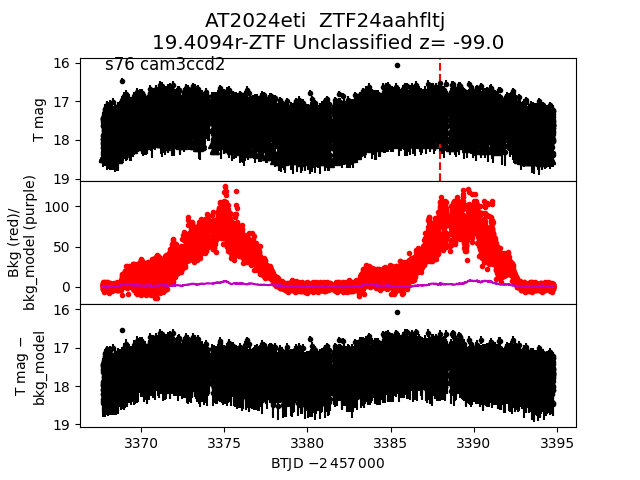 AT2024eti  ZTF24aahfltj
19.4094r-ZTF Unclassified z= -99.0
s76 cam3ccd2
T mag
16
17
18
19
Bkg (red)/
bkg_model (purple)
100
50
0
T mag −
bkg_model
16
17
18
19
3370 3375 3380 3385 3390 3395
BTJD −2 457 000